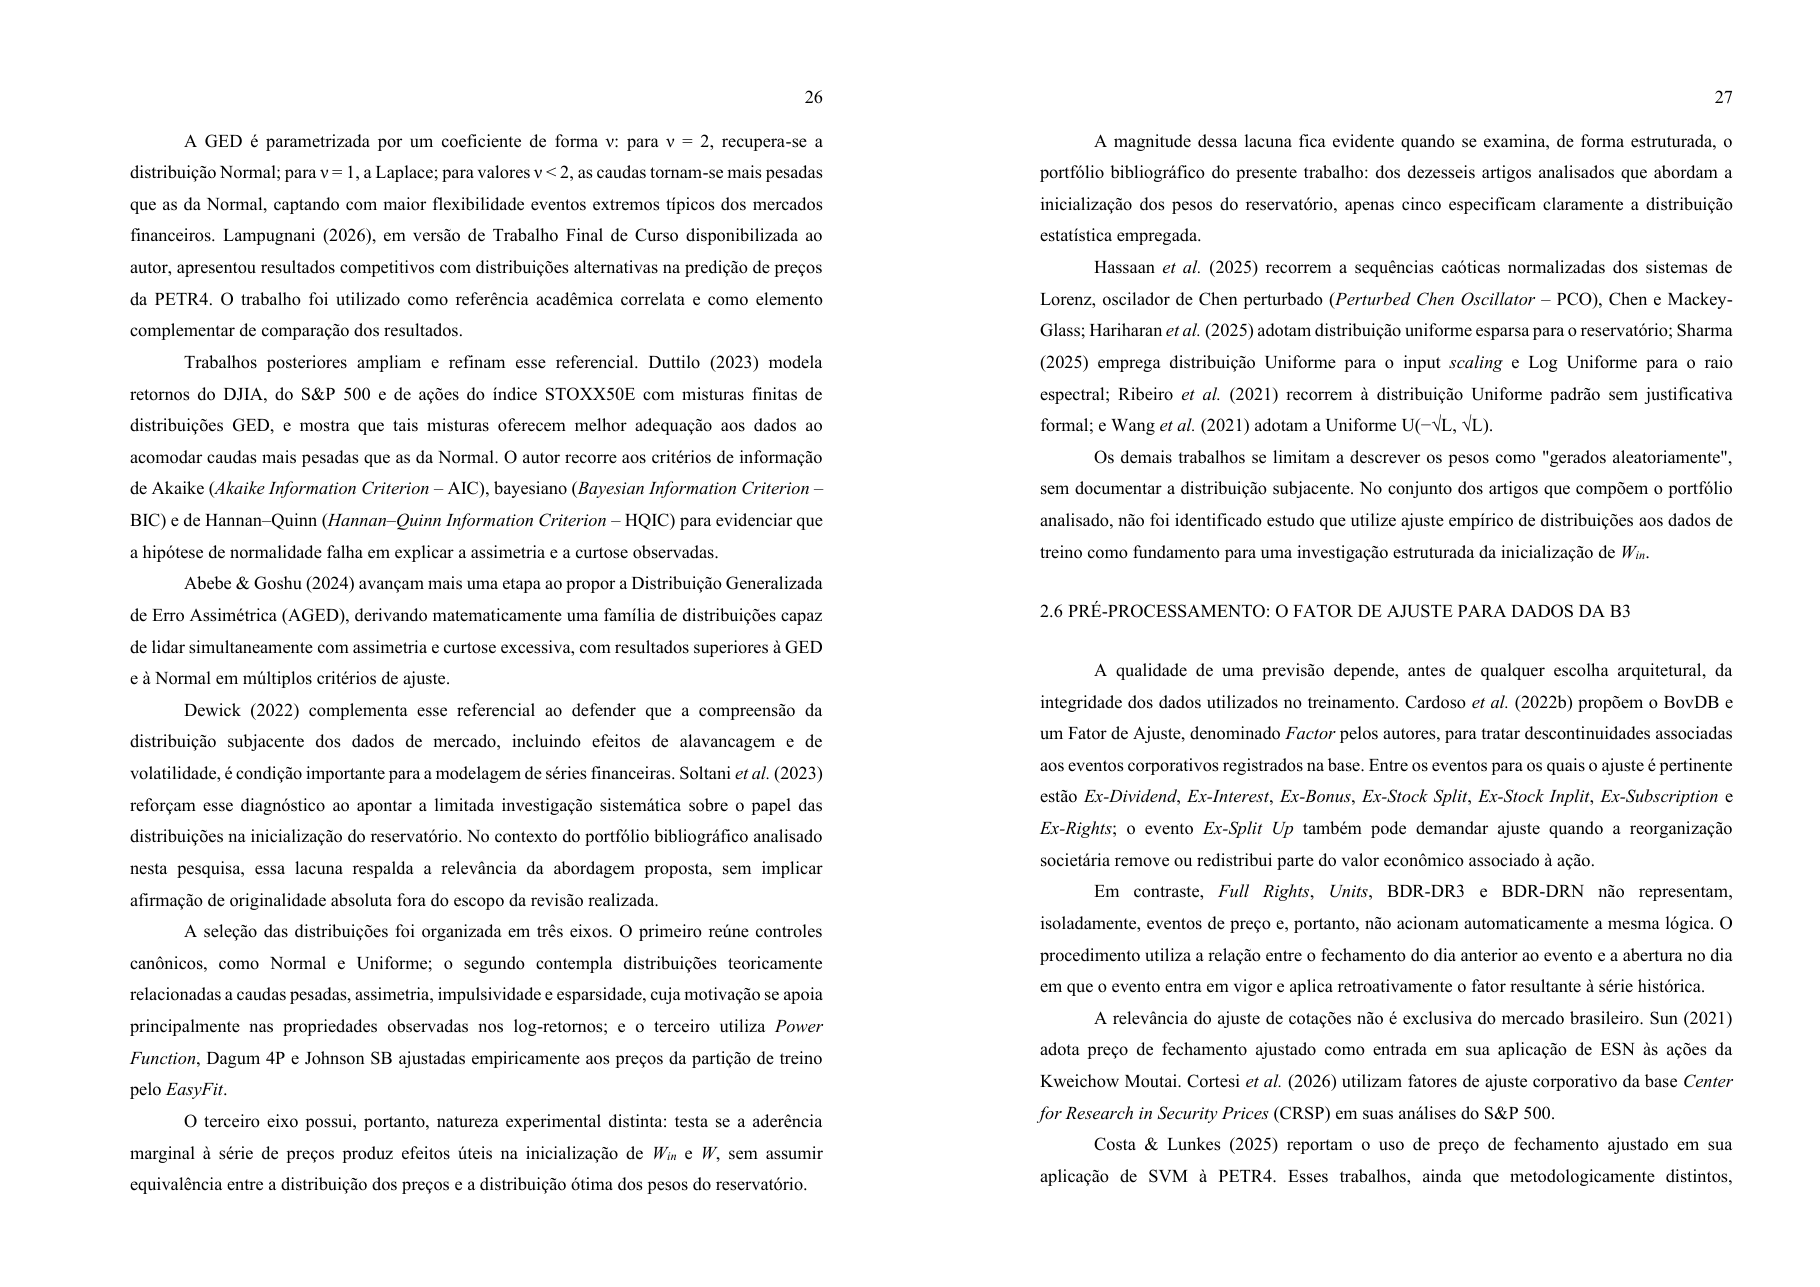 26
A GED é parametrizada por um coeficiente de forma ν: para ν = 2, recupera-se a
distribuição Normal; para ν = 1, a Laplace; para valores ν < 2, as caudas tornam-se mais pesadas
que as da Normal, captando com maior flexibilidade eventos extremos típicos dos mercados
financeiros. Lampugnani (2026), em versão de Trabalho Final de Curso disponibilizada ao
autor, apresentou resultados competitivos com distribuições alternativas na predição de preços
da PETR4. O trabalho foi utilizado como referência acadêmica correlata e como elemento
complementar de comparação dos resultados.
Trabalhos posteriores ampliam e refinam esse referencial. Duttilo (2023) modela
retornos do DJIA, do S&P 500 e de ações do índice STOXX50E com misturas finitas de
distribuições GED, e mostra que tais misturas oferecem melhor adequação aos dados ao
acomodar caudas mais pesadas que as da Normal. O autor recorre aos critérios de informação
de Akaike (Akaike Information Criterion – AIC), bayesiano (Bayesian Information Criterion –
BIC) e de Hannan–Quinn (Hannan–Quinn Information Criterion – HQIC) para evidenciar que
a hipótese de normalidade falha em explicar a assimetria e a curtose observadas.
Abebe & Goshu (2024) avançam mais uma etapa ao propor a Distribuição Generalizada
de Erro Assimétrica (AGED), derivando matematicamente uma família de distribuições capaz
de lidar simultaneamente com assimetria e curtose excessiva, com resultados superiores à GED
e à Normal em múltiplos critérios de ajuste.
Dewick (2022) complementa esse referencial ao defender que a compreensão da
distribuição subjacente dos dados de mercado, incluindo efeitos de alavancagem e de
volatilidade, é condição importante para a modelagem de séries financeiras. Soltani et al. (2023)
reforçam esse diagnóstico ao apontar a limitada investigação sistemática sobre o papel das
distribuições na inicialização do reservatório. No contexto do portfólio bibliográfico analisado
nesta pesquisa, essa lacuna respalda a relevância da abordagem proposta, sem implicar
afirmação de originalidade absoluta fora do escopo da revisão realizada.
A seleção das distribuições foi organizada em três eixos. O primeiro reúne controles
canônicos, como Normal e Uniforme; o segundo contempla distribuições teoricamente
relacionadas a caudas pesadas, assimetria, impulsividade e esparsidade, cuja motivação se apoia
principalmente nas propriedades observadas nos log-retornos; e o terceiro utiliza Power
Function, Dagum 4P e Johnson SB ajustadas empiricamente aos preços da partição de treino
pelo EasyFit.
O terceiro eixo possui, portanto, natureza experimental distinta: testa se a aderência
marginal à série de preços produz efeitos úteis na inicialização de Win e W, sem assumir
equivalência entre a distribuição dos preços e a distribuição ótima dos pesos do reservatório.
27
A magnitude dessa lacuna fica evidente quando se examina, de forma estruturada, o
portfólio bibliográfico do presente trabalho: dos dezesseis artigos analisados que abordam a
inicialização dos pesos do reservatório, apenas cinco especificam claramente a distribuição
estatística empregada.
Hassaan et al. (2025) recorrem a sequências caóticas normalizadas dos sistemas de
Lorenz, oscilador de Chen perturbado (Perturbed Chen Oscillator – PCO), Chen e Mackey-
Glass; Hariharan et al. (2025) adotam distribuição uniforme esparsa para o reservatório; Sharma
(2025) emprega distribuição Uniforme para o input scaling e Log Uniforme para o raio
espectral; Ribeiro et al. (2021) recorrem à distribuição Uniforme padrão sem justificativa
formal; e Wang et al. (2021) adotam a Uniforme U(−√L, √L).
Os demais trabalhos se limitam a descrever os pesos como "gerados aleatoriamente",
sem documentar a distribuição subjacente. No conjunto dos artigos que compõem o portfólio
analisado, não foi identificado estudo que utilize ajuste empírico de distribuições aos dados de
treino como fundamento para uma investigação estruturada da inicialização de Win.
2.6 PRÉ-PROCESSAMENTO: O FATOR DE AJUSTE PARA DADOS DA B3
A qualidade de uma previsão depende, antes de qualquer escolha arquitetural, da
integridade dos dados utilizados no treinamento. Cardoso et al. (2022b) propõem o BovDB e
um Fator de Ajuste, denominado Factor pelos autores, para tratar descontinuidades associadas
aos eventos corporativos registrados na base. Entre os eventos para os quais o ajuste é pertinente
estão Ex-Dividend, Ex-Interest, Ex-Bonus, Ex-Stock Split, Ex-Stock Inplit, Ex-Subscription e
Ex-Rights; o evento Ex-Split Up também pode demandar ajuste quando a reorganização
societária remove ou redistribui parte do valor econômico associado à ação.
Em contraste, Full Rights, Units, BDR-DR3 e BDR-DRN não representam,
isoladamente, eventos de preço e, portanto, não acionam automaticamente a mesma lógica. O
procedimento utiliza a relação entre o fechamento do dia anterior ao evento e a abertura no dia
em que o evento entra em vigor e aplica retroativamente o fator resultante à série histórica.
A relevância do ajuste de cotações não é exclusiva do mercado brasileiro. Sun (2021)
adota preço de fechamento ajustado como entrada em sua aplicação de ESN às ações da
Kweichow Moutai. Cortesi et al. (2026) utilizam fatores de ajuste corporativo da base Center
for Research in Security Prices (CRSP) em suas análises do S&P 500.
Costa & Lunkes (2025) reportam o uso de preço de fechamento ajustado em sua
aplicação de SVM à PETR4. Esses trabalhos, ainda que metodologicamente distintos,